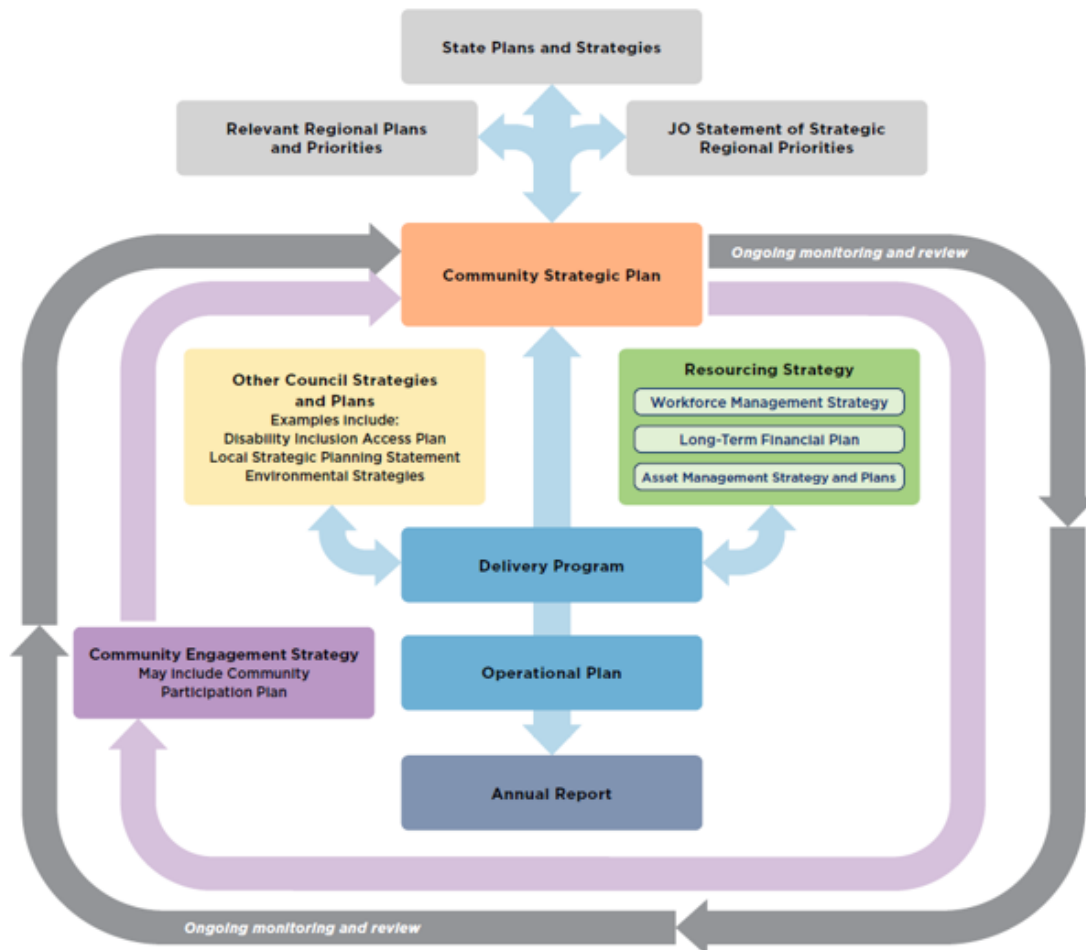 State Plans and Strategies
Relevant Regional Plans
and Priorities
JO Statement of Strategic
Regional Priorities
Community Strategic Plan
Ongoing monitoring and review
Other Council Strategies
and Plans
Examples include:
Disability Inclusion Access Plan
Local Strategic Planning Statement
Environmental Strategies
Resourcing Strategy
Workforce Management Strategy
Long-Term Financial Plan
Asset Management Strategy and Plans
Delivery Program
Community Engagement Strategy
May include Community
Participation Plan
Operational Plan
Annual Report
Ongoing monitoring and review